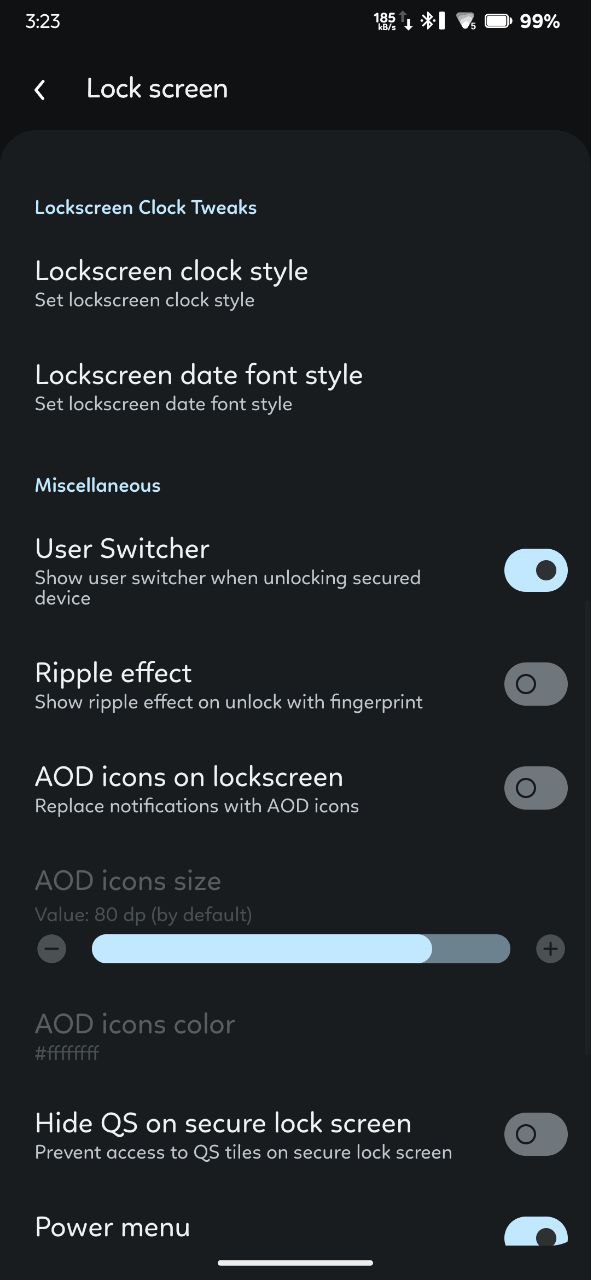 3:23
185
kB/s
5
99%
Lock screen
Lockscreen Clock Tweaks
Lockscreen clock style
Set lockscreen clock style
Lockscreen date font style
Set lockscreen date font style
Miscellaneous
User Switcher
Show user switcher when unlocking secured
device
Ripple effect
Show ripple effect on unlock with fingerprint
AOD icons on lockscreen
Replace notifications with AOD icons
AOD icons size
Value: 80 dp (by default)
AOD icons color
#ffffffff
Hide QS on secure lock screen
Prevent access to QS tiles on secure lock screen
Power menu